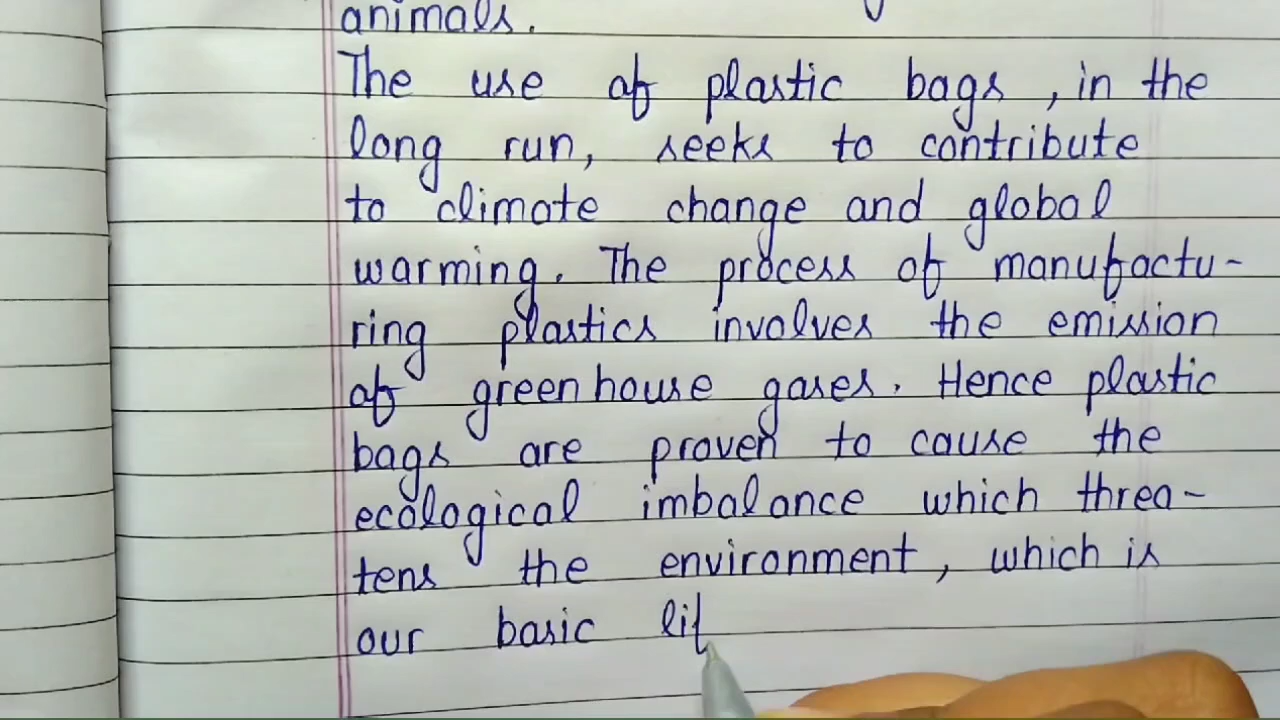 animals.
The use of plastic bags, in the
long run, seeks to contribute
to climate change and global
warming. The process of manufactu-
ring plastics involves the emission
of greenhouse gases. Hence plastic
bags are proven to cause the
ecological imbalance which threa-
tens the environment, which is
our basic lif